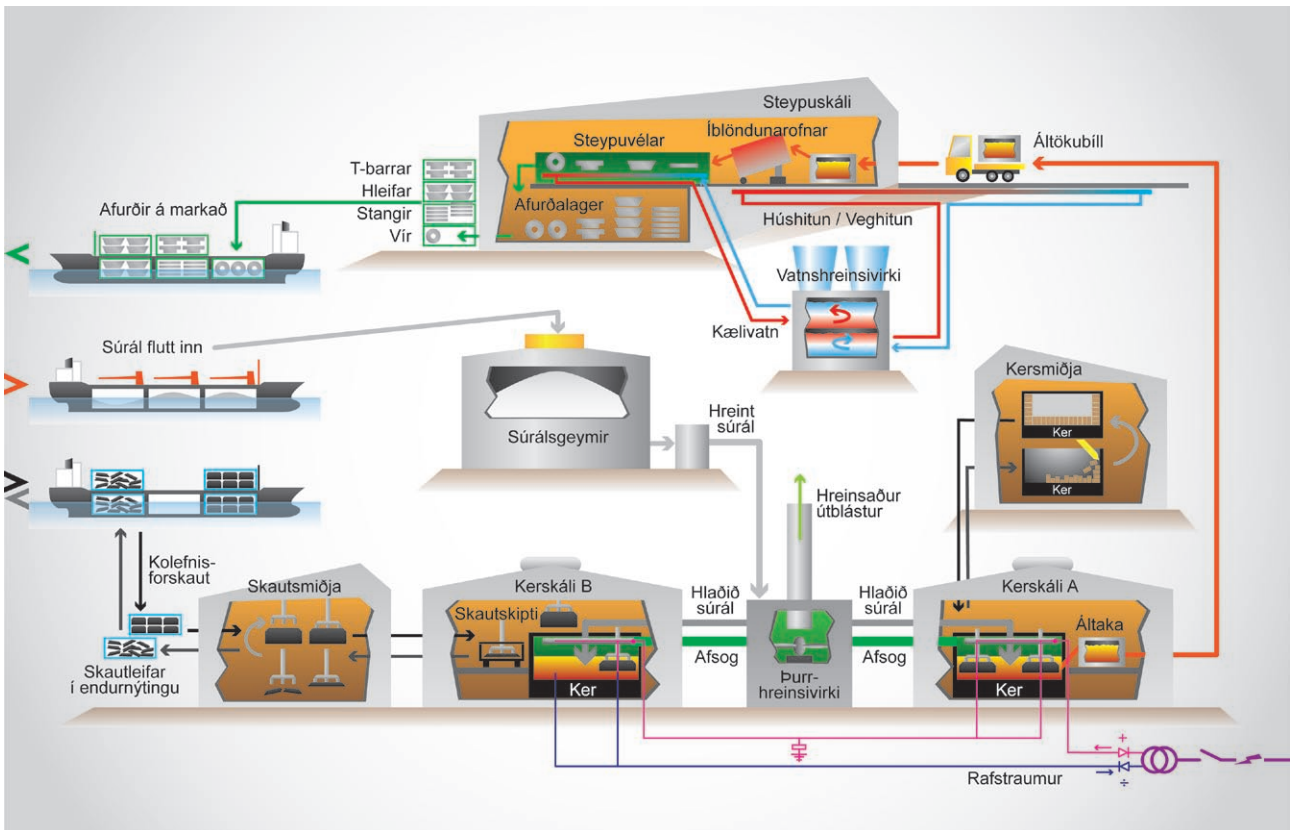 Steypuskáli
Steypuvélar
Íblöndunarofnar
Áltökubíll
T-barrar
Hleifar
Stangir
Vír
Afurðir á markað
Afurðalager
Húshitun / Veghitun
Vatnshreinsivirki
Kælivatn
Súrál flutt inn
Súrálsgeymir
Hreint
súrál
Kersmiðja
Ker
Ker
Hreinsaður
útblástur
Kolefnis-
forskaut
Skautsmiðja
Kerskáli B
Skautskipti
Ker
Hlaðið
súrál
Afsog
Þurr-
hreinsivirki
Hlaðið
súrál
Afsog
Kerskáli A
Áltaka
Ker
Skautleifar
í endurnýtingu
+
÷
Rafstraumur